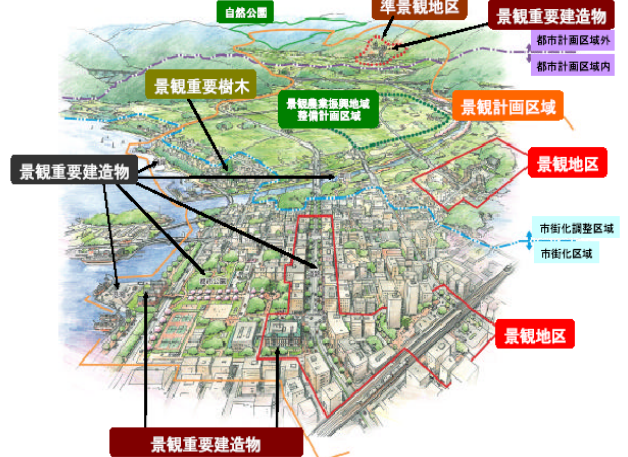 自然公園
準景観地区
景観重要建造物
都市計画区域外
都市計画区域内
景観重要樹木
景観農業振興地域
整備計画区域
景観計画区域
景観重要建造物
景観地区
市街化調整区域
市街化区域
都市公園
景観地区
景観重要建造物